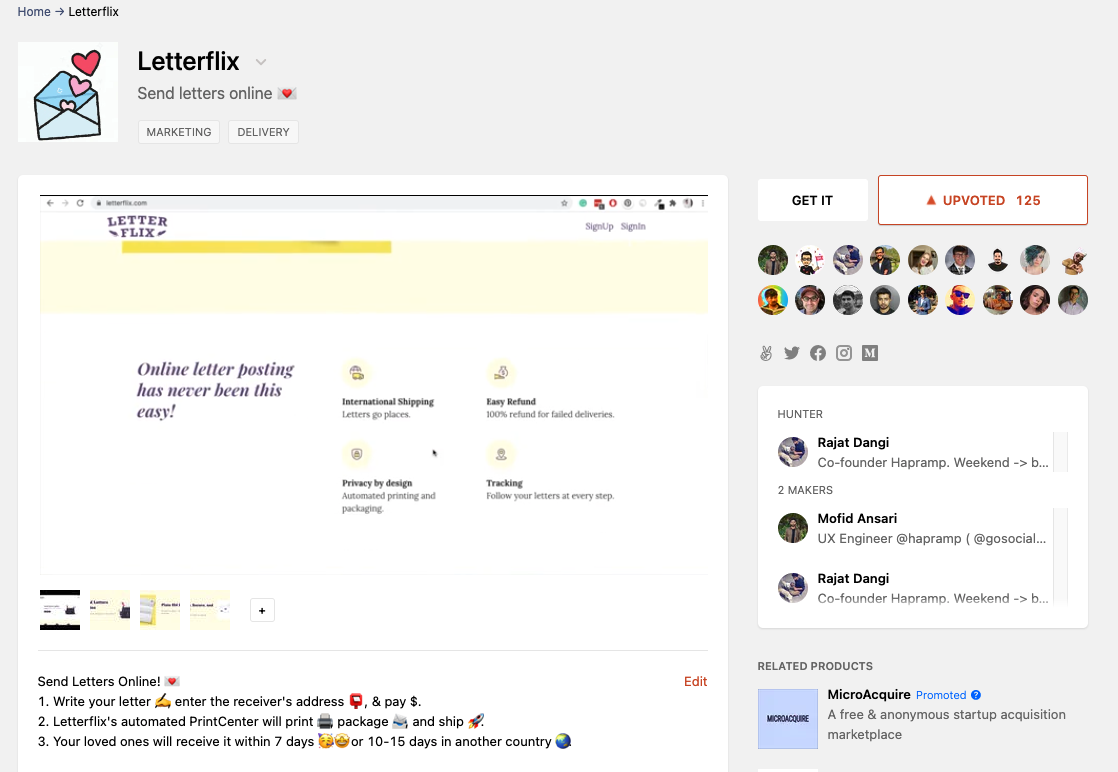 Home → Letterflix
Letterflix
Send letters online 💌
MARKETING
DELIVERY
letterflix.com
LETTER
FLIX
SignUp SignIn
Online letter posting
has never been this
easy!
International Shipping
Letters go places.
Easy Refund
100% refund for failed deliveries.
Privacy by design
Automated printing and
packaging.
Tracking
Follow your letters at every step.
+
Send Letters Online! 💌
Edit
1. Write your letter ✍️ enter the receiver's address 📮, & pay $.
2. Letterflix's automated PrintCenter will print 🖨️ package 📨 and ship 🚀.
3. Your loved ones will receive it within 7 days 🥳🤩or 10-15 days in another country 🌏.
GET IT
▲ UPVOTED 125
HUNTER
Rajat Dangi
Co-founder Hapramp. Weekend -> b...
2 MAKERS
Mofid Ansari
UX Engineer @hapramp ( @gosocial...
Rajat Dangi
Co-founder Hapramp. Weekend -> b...
RELATED PRODUCTS
MICROACQUIRE
MicroAcquire Promoted ?
A free & anonymous startup acquisition
marketplace